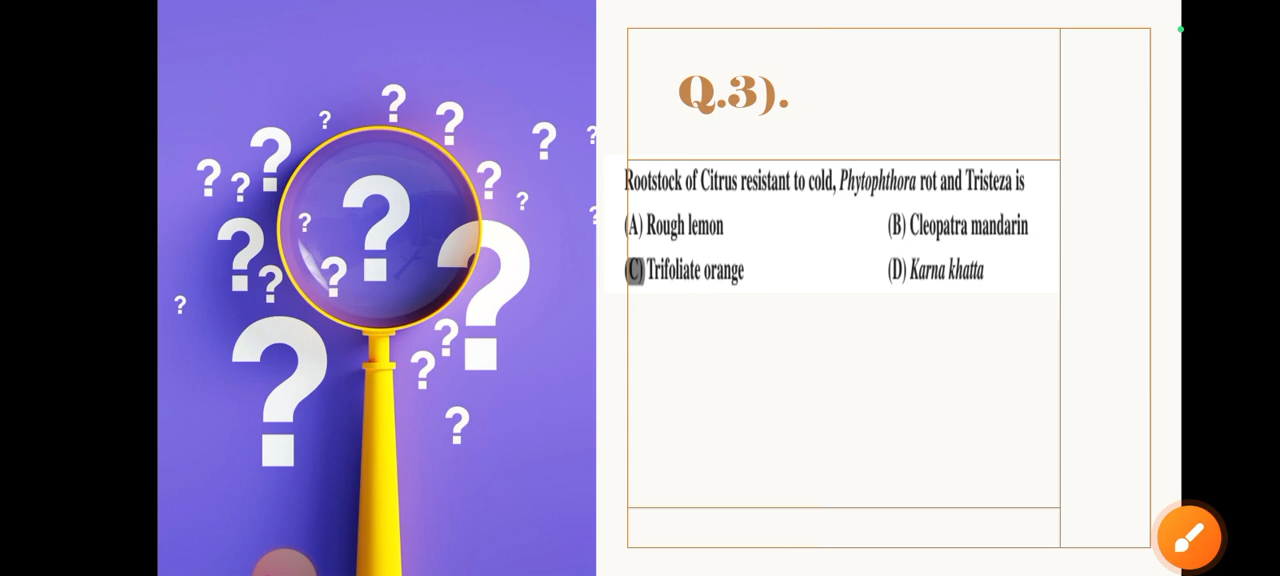 Q.3).
Rootstock of Citrus resistant to cold, Phytophthora rot and Tristeza is
(A) Rough lemon (B) Cleopatra mandarin
(C) Trifoliate orange (D) Karna khatta